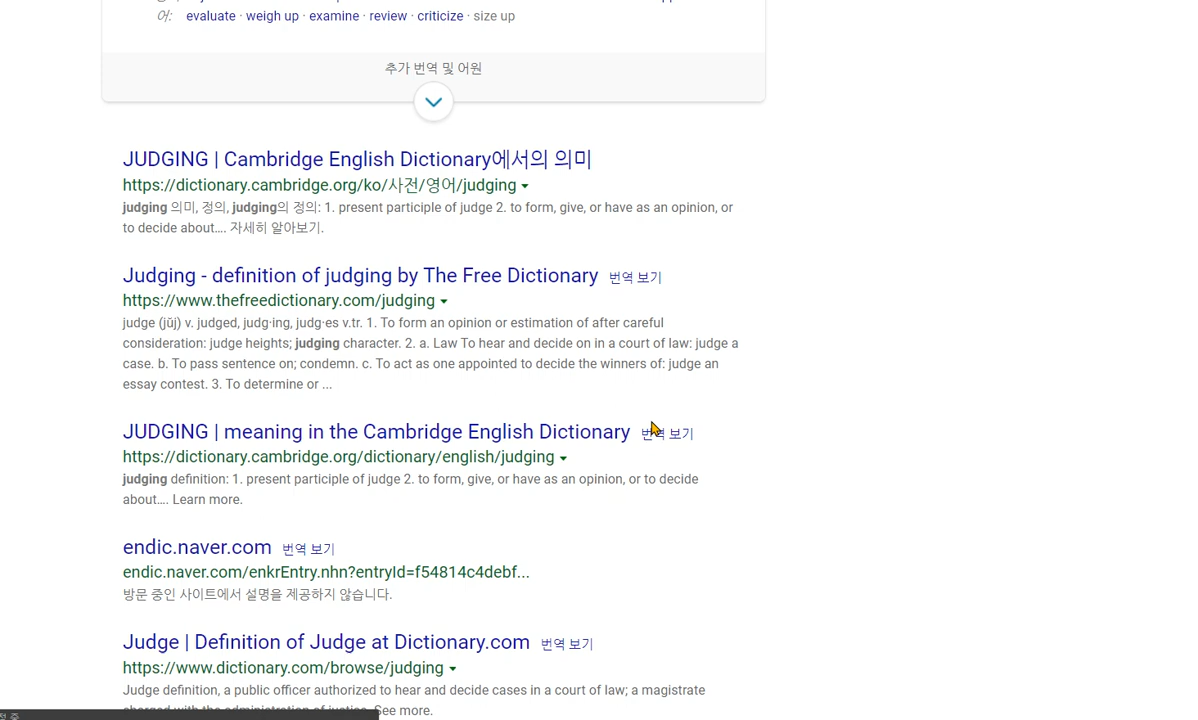 어: evaluate · weigh up · examine · review · criticize · size up
추가 번역 및 어원
JUDGING | Cambridge English Dictionary에서의 의미
https://dictionary.cambridge.org/ko/사전/영어/judging
judging 의미, 정의, judging의 정의: 1. present participle of judge 2. to form, give, or have as an opinion, or
to decide about…. 자세히 알아보기.
Judging - definition of judging by The Free Dictionary 번역 보기
https://www.thefreedictionary.com/judging
judge (jŭj) v. judged, judg·ing, judg·es v.tr. 1. To form an opinion or estimation of after careful
consideration: judge heights; judging character. 2. a. Law To hear and decide on in a court of law: judge a
case. b. To pass sentence on; condemn. c. To act as one appointed to decide the winners of: judge an
essay contest. 3. To determine or ...
JUDGING | meaning in the Cambridge English Dictionary 번역 보기
https://dictionary.cambridge.org/dictionary/english/judging
judging definition: 1. present participle of judge 2. to form, give, or have as an opinion, or to decide
about…. Learn more.
endic.naver.com 번역 보기
endic.naver.com/enkrEntry.nhn?entryId=f54814c4debf...
방문 중인 사이트에서 설명을 제공하지 않습니다.
Judge | Definition of Judge at Dictionary.com 번역 보기
https://www.dictionary.com/browse/judging
Judge definition, a public officer authorized to hear and decide cases in a court of law; a magistrate
charged with the administration of justice. See more.